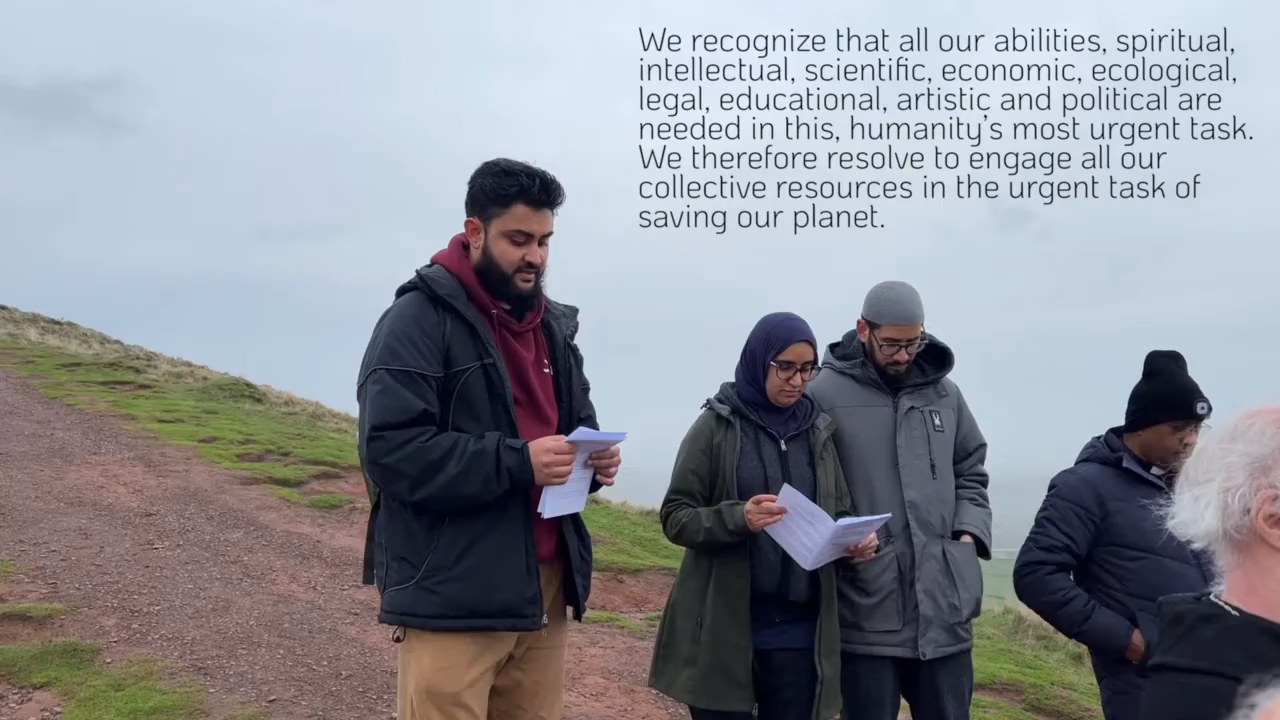 We recognize that all our abilities, spiritual,
intellectual, scientific, economic, ecological,
legal, educational, artistic and political are
needed in this, humanity's most urgent task.
We therefore resolve to engage all our
collective resources in the urgent task of
saving our planet.